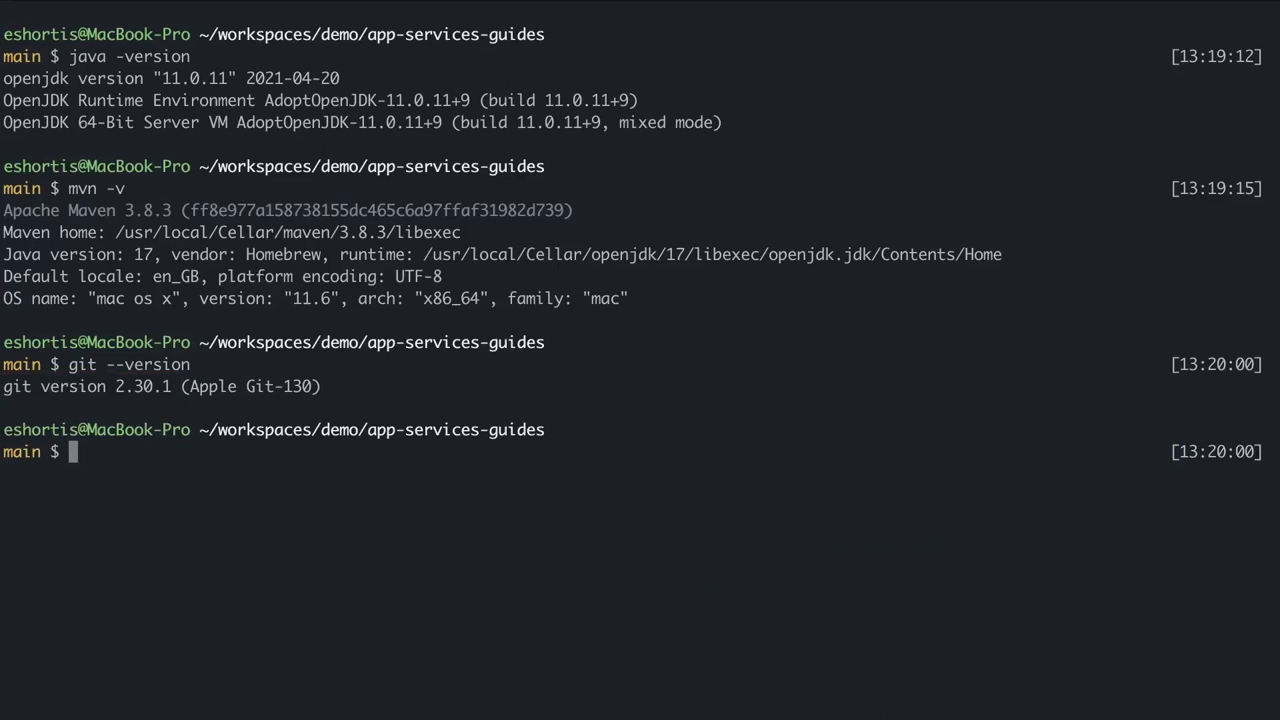 eshortis@MacBook-Pro ~/workspaces/demo/app-services-guides
main $ java -version [13:19:12]
openjdk version "11.0.11" 2021-04-20
OpenJDK Runtime Environment AdoptOpenJDK-11.0.11+9 (build 11.0.11+9)
OpenJDK 64-Bit Server VM AdoptOpenJDK-11.0.11+9 (build 11.0.11+9, mixed mode)
eshortis@MacBook-Pro ~/workspaces/demo/app-services-guides
main $ mvn -v [13:19:15]
Apache Maven 3.8.3 (ff8e977a158738155dc465c6a97ffaf31982d739)
Maven home: /usr/local/Cellar/maven/3.8.3/libexec
Java version: 17, vendor: Homebrew, runtime: /usr/local/Cellar/openjdk/17/libexec/openjdk.jdk/Contents/Home
Default locale: en_GB, platform encoding: UTF-8
OS name: "mac os x", version: "11.6", arch: "x86_64", family: "mac"
eshortis@MacBook-Pro ~/workspaces/demo/app-services-guides
main $ git --version [13:20:00]
git version 2.30.1 (Apple Git-130)
eshortis@MacBook-Pro ~/workspaces/demo/app-services-guides
main $ [13:20:00]